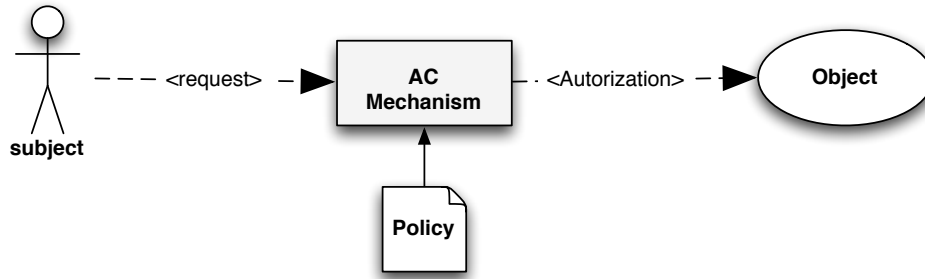 <request>
AC
Mechanism
<Autorization>
Object
subject
Policy